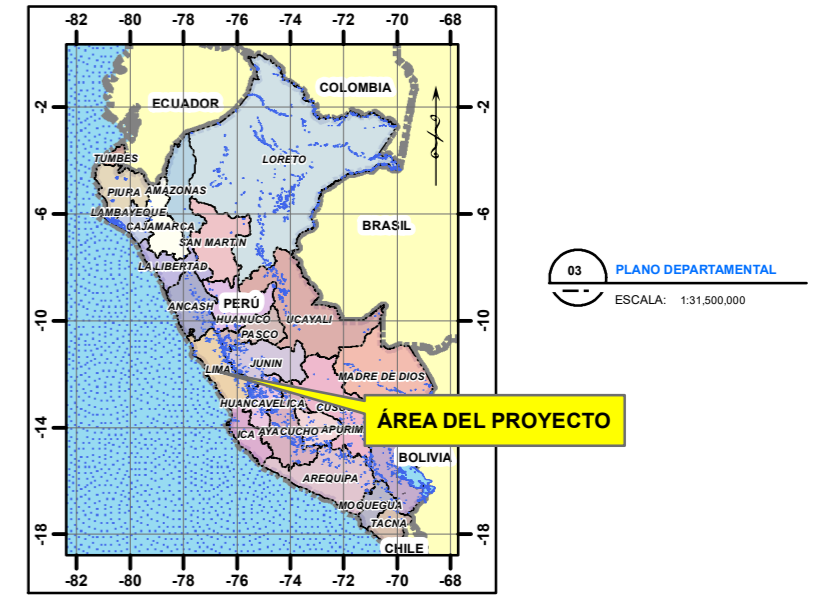 -82 -80 -78 -76 -74 -72 -70 -68
COLOMBIA
ECUADOR
-2 -2
TUMBES
LORETO
PIURA AMAZONAS
LAMBAYEQUE
-6 -6
CAJAMARCA
BRASIL
SAN MARTIN
LA LIBERTAD
03 PLANO DEPARTAMENTAL
ESCALA: 1:31,500,000
ANCASH
PERÚ
HUANUCO
UCAYALI
-10 -10
PASCO
JUNIN
LIMA
MADRE DE DIOS
HUANCAVELICA
ÁREA DEL PROYECTO
-14 -14
ICA AYACUCHO
BOLIVIA
AREQUIPA
MOQUEGUA
TACNA
-18 -18
CHILE
-82 -80 -78 -76 -74 -72 -70 -68